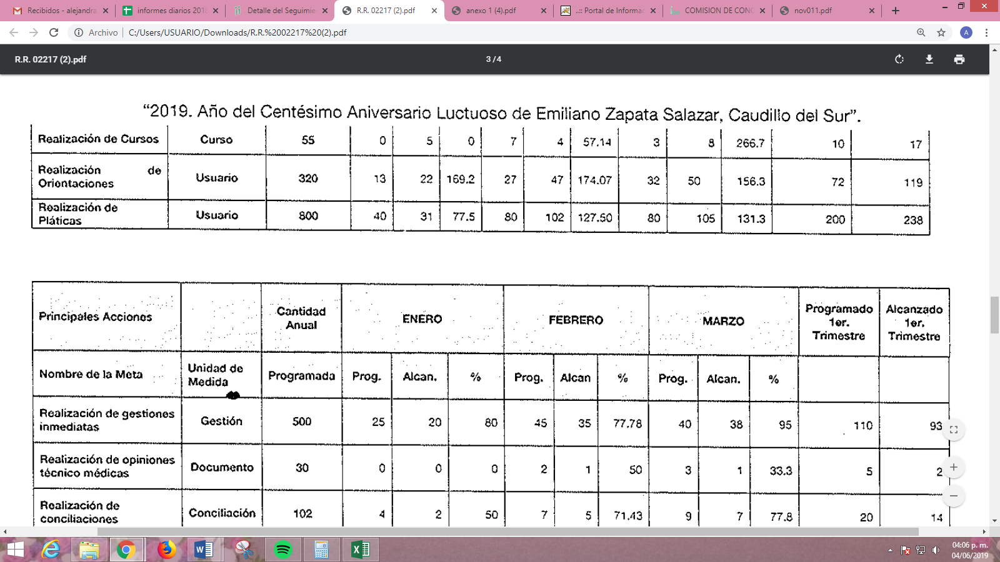 Recibidos - alejandra
informes diarios 2018
Detalle del Seguimie
R.R. 02217 (2).pdf
anexo 1 (4).pdf
..:: Portal de Informac
COMISION DE CONC
nov011.pdf
Archivo C:/Users/USUARIO/Downloads/R.R.%2002217%20(2).pdf
A
R.R. 02217 (2).pdf 3 / 4
“2019. Año del Centésimo Aniversario Luctuoso de Emiliano Zapata Salazar, Caudillo del Sur”.
Realización de Cursos Curso 55 0 5 0 7 4 57.14 3 8 266.7 10 17
Realización de
Orientaciones Usuario 320 13 22 169.2 27 47 174.07 32 50 156.3 72 119
Realización de
Pláticas Usuario 800 40 31 77.5 80 102 127.50 80 105 131.3 200 238
Principales Acciones
Cantidad
Anual
ENERO FEBRERO MARZO
Programado
1er.
Trimestre
Alcanzado
1er.
Trimestre
Nombre de la Meta
Unidad de
Medida
Programada Prog. Alcan. % Prog. Alcan % Prog. Alcan. %
Realización de gestiones
inmediatas Gestión 500 25 20 80 45 35 77.78 40 38 95 110 93
Realización de opiniones
técnico médicas Documento 30 0 0 0 2 1 50 3 1 33.3 5 2
Realización de
conciliaciones Conciliación 102 4 2 50 7 5 71.43 9 7 77.8 20 14
04:06 p. m.
04/06/2019